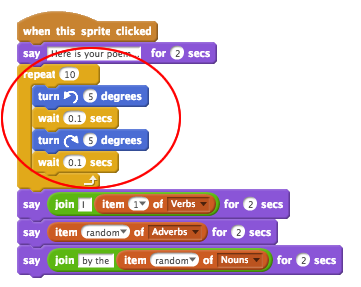 when this sprite clicked
say Here is your poem... for 2 secs
repeat 10
turn 5 degrees
wait 0.1 secs
turn 5 degrees
wait 0.1 secs
say join I item 1 of Verbs for 2 secs
say item random of Adverbs for 2 secs
say join by the item random of Nouns for 2 secs